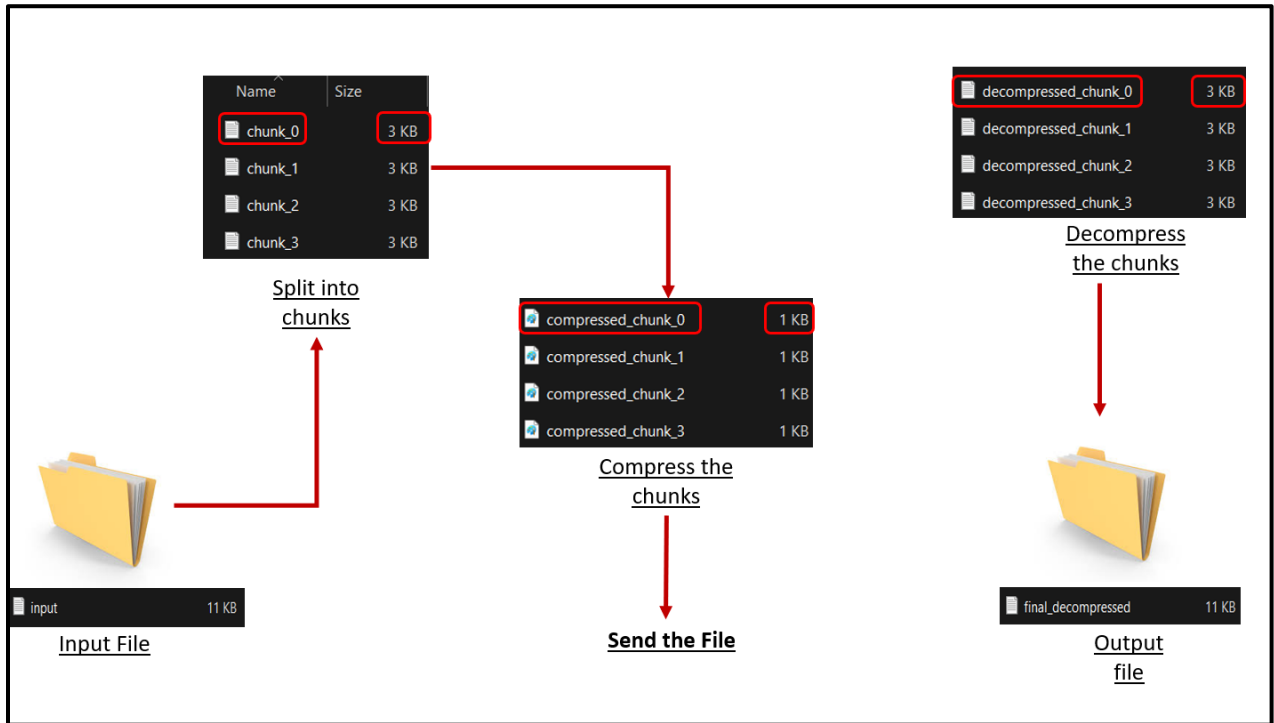 Name Size
chunk_0 3 KB
chunk_1 3 KB
chunk_2 3 KB
chunk_3 3 KB
Split into
chunks
input 11 KB
Input File
compressed_chunk_0 1 KB
compressed_chunk_1 1 KB
compressed_chunk_2 1 KB
compressed_chunk_3 1 KB
Compress the
chunks
Send the File
decompressed_chunk_0 3 KB
decompressed_chunk_1 3 KB
decompressed_chunk_2 3 KB
decompressed_chunk_3 3 KB
Decompress
the chunks
final_decompressed 11 KB
Output
file